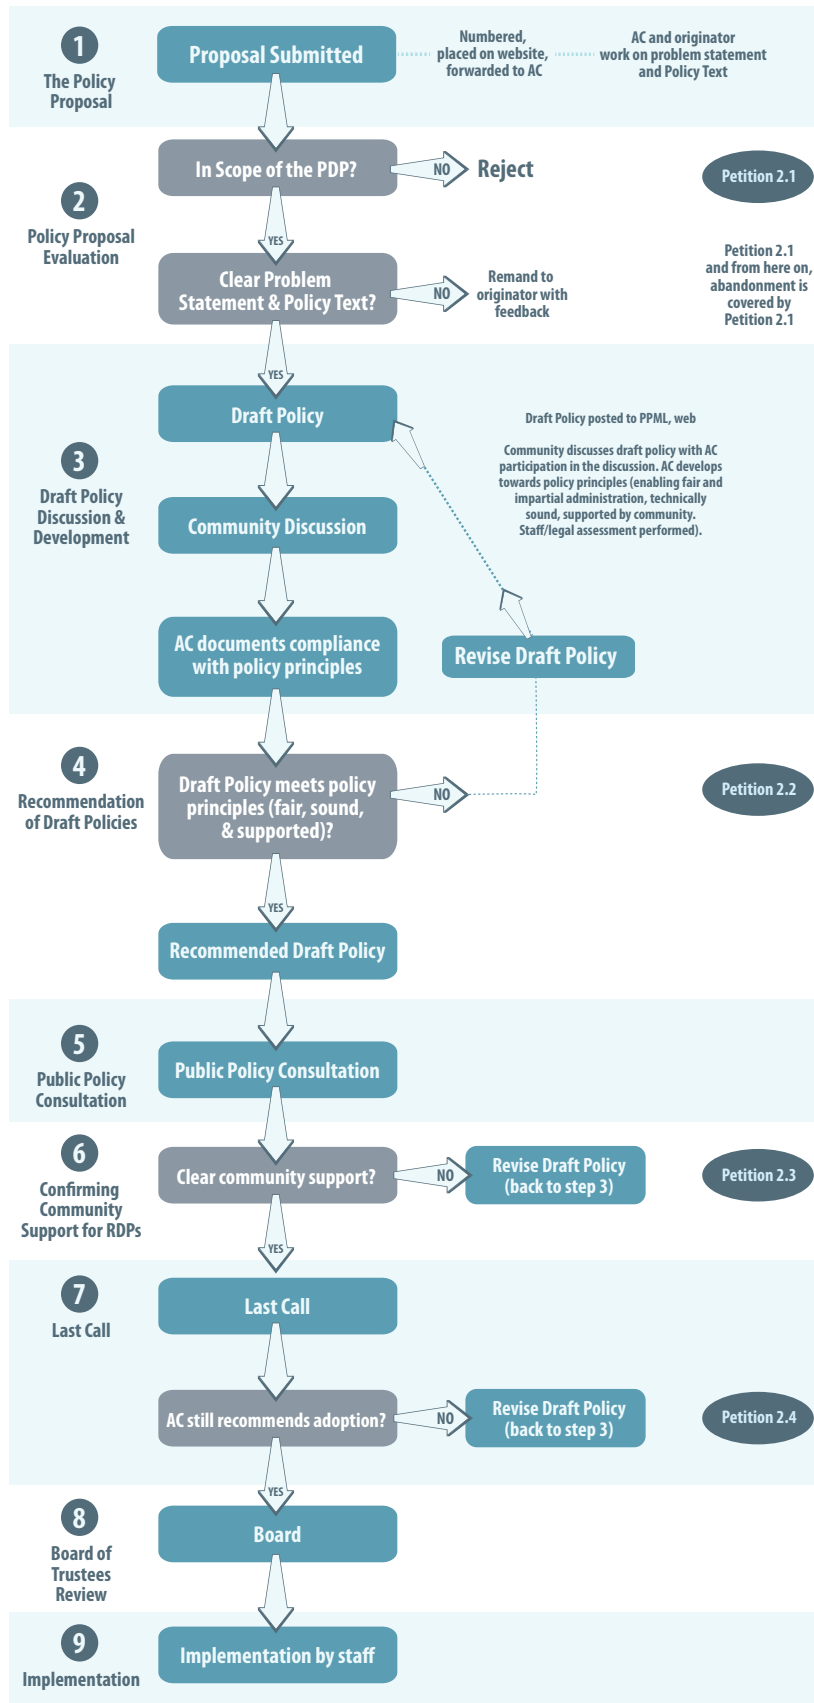 1
The Policy
Proposal
Proposal Submitted
Numbered,
placed on website,
forwarded to AC
AC and originator
work on problem statement
and Policy Text
2
Policy Proposal
Evaluation
In Scope of the PDP?
NO
Reject
Petition 2.1
YES
Clear Problem
Statement & Policy Text?
NO
Remand to
originator with
feedback
Petition 2.1
and from here on,
abandonment is
covered by
Petition 2.1
YES
3
Draft Policy
Discussion &
Development
Draft Policy
Draft Policy posted to PPML, web
Community discusses draft policy with AC
participation in the discussion. AC develops
towards policy principles (enabling fair and
impartial administration, technically
sound, supported by community.
Staff/legal assessment performed).
Community Discussion
AC documents compliance
with policy principles
Revise Draft Policy
4
Recommendation
of Draft Policies
Draft Policy meets policy
principles (fair, sound,
& supported)?
NO
Petition 2.2
YES
Recommended Draft Policy
5
Public Policy
Consultation
Public Policy Consultation
6
Confirming
Community
Support for RDPs
Clear community support?
NO
Revise Draft Policy
(back to step 3)
Petition 2.3
YES
7
Last Call
Last Call
AC still recommends adoption?
NO
Revise Draft Policy
(back to step 3)
Petition 2.4
YES
8
Board of
Trustees
Review
Board
9
Implementation
Implementation by staff